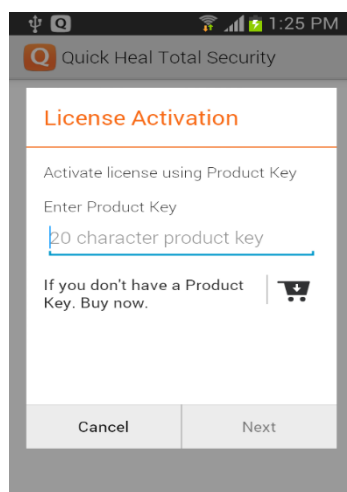 1:25 PM
Quick Heal Total Security
License Activation
Activate license using Product Key
Enter Product Key
20 character product key
If you don't have a Product
Key. Buy now.
Cancel
Next